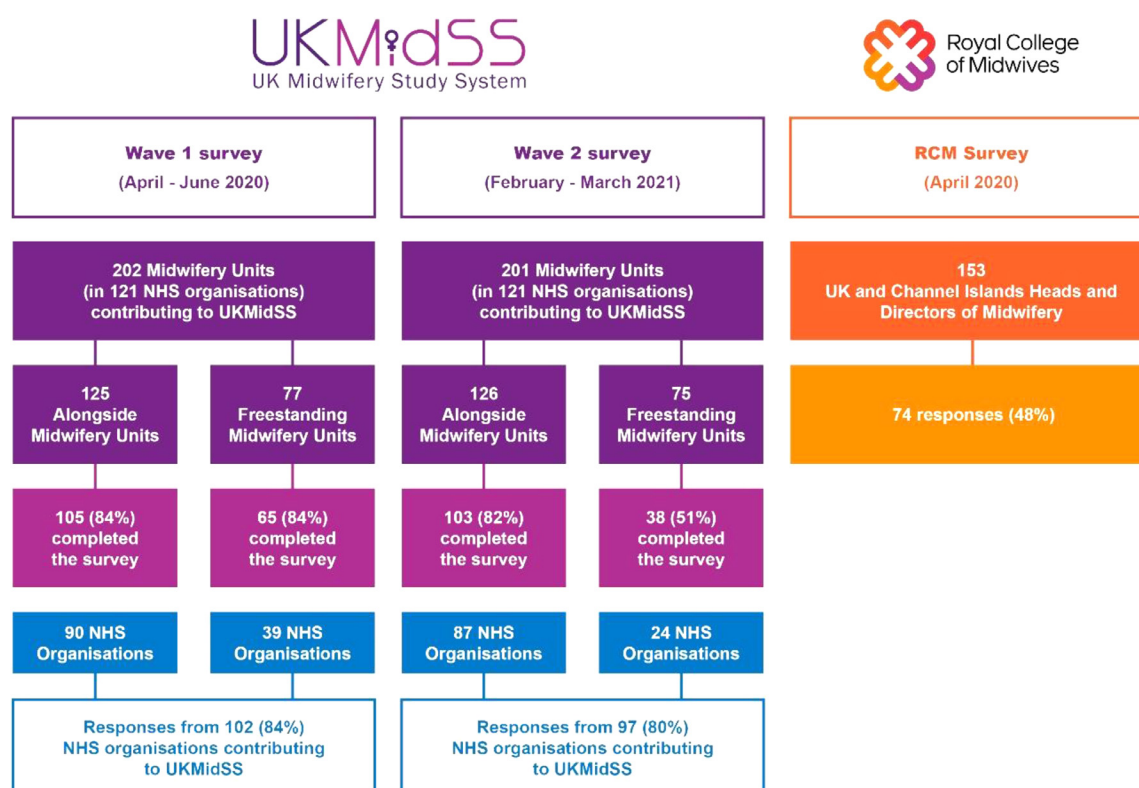 UKMidSS
UK Midwifery Study System
Royal College
of Midwives
Wave 1 survey
(April - June 2020)
202 Midwifery Units
(in 121 NHS organisations)
contributing to UKMidSS
125
Alongside
Midwifery Units
77
Freestanding
Midwifery Units
105 (84%)
completed
the survey
65 (84%)
completed
the survey
90 NHS
Organisations
39 NHS
Organisations
Responses from 102 (84%)
NHS organisations contributing
to UKMidSS
Wave 2 survey
(February - March 2021)
201 Midwifery Units
(in 121 NHS organisations)
contributing to UKMidSS
126
Alongside
Midwifery Units
75
Freestanding
Midwifery Units
103 (82%)
completed
the survey
38 (51%)
completed
the survey
87 NHS
Organisations
24 NHS
Organisations
Responses from 97 (80%)
NHS organisations contributing
to UKMidSS
RCM Survey
(April 2020)
153
UK and Channel Islands Heads and
Directors of Midwifery
74 responses (48%)